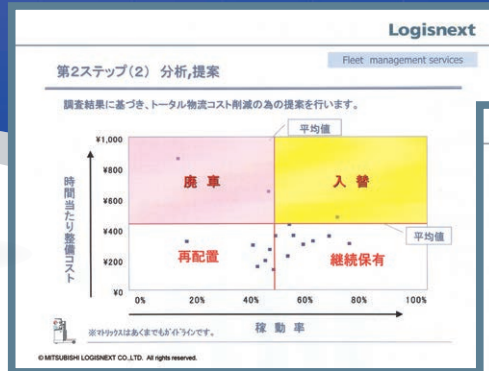 Logisnext
Fleet management services
第2ステップ(2) 分析,提案
調査結果に基づき、トータル物流コスト削減の為の提案を行います。
平均値
¥1,000
¥800
¥600
¥400
¥200
¥0
時間当たり整備コスト
廃車
入替
平均値
再配置
継続保有
0%
20%
40%
60%
80%
100%
稼動率
※マトリックスはあくまでもガイドラインです。
© MITSUBISHI LOGISNEXT CO.,LTD. All rights reserved.